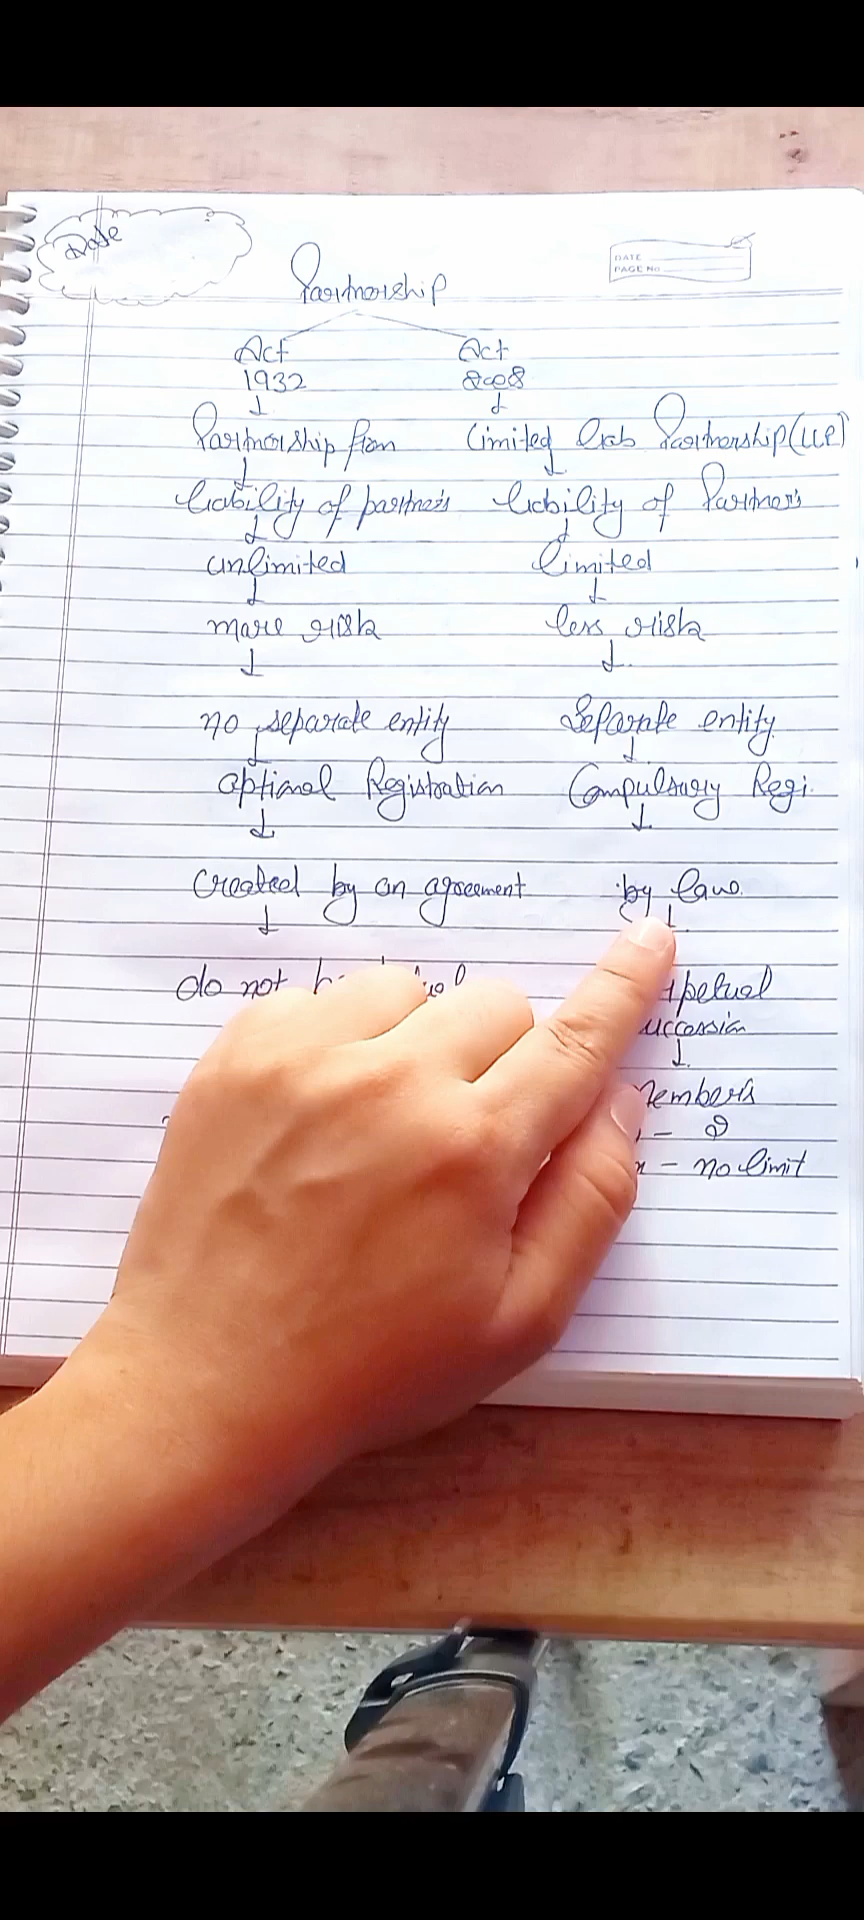 Date
DATE
PAGE No
Partnership
Act Act
1932 2008
Partnership firm Limited Liab Partnership (LLP)
liability of partners liability of Partners
unlimited limited
more risk less risk
no separate entity Separate entity
optional Registration Compulsory Regi.
Created by an agreement by law.
do not petual
uccession
embers
- 2
- no limit